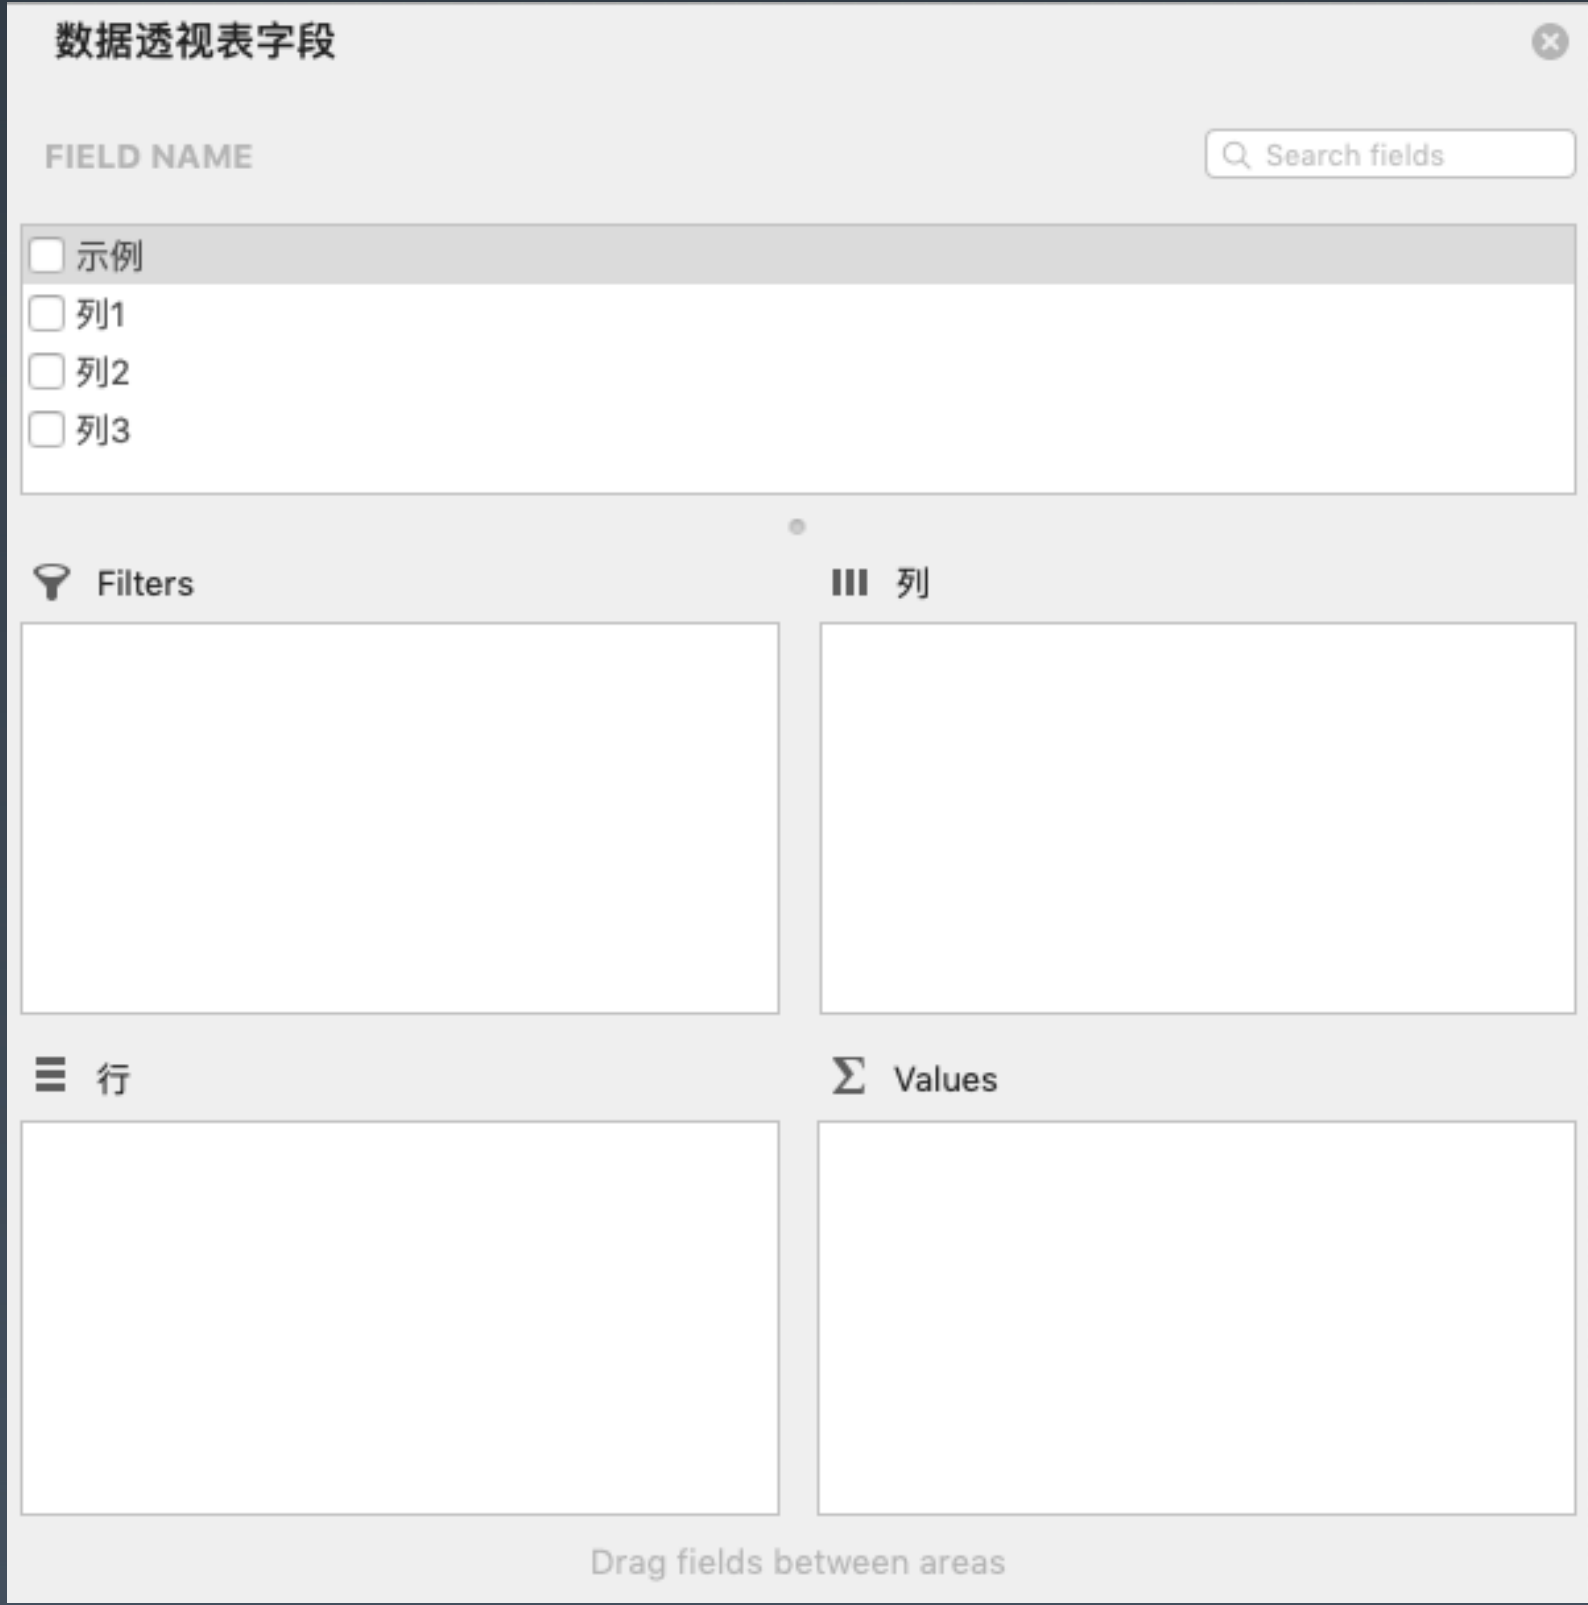 数据透视表字段
FIELD NAME
Search fields
示例
列1
列2
列3
Filters
列
行
Values
Drag fields between areas